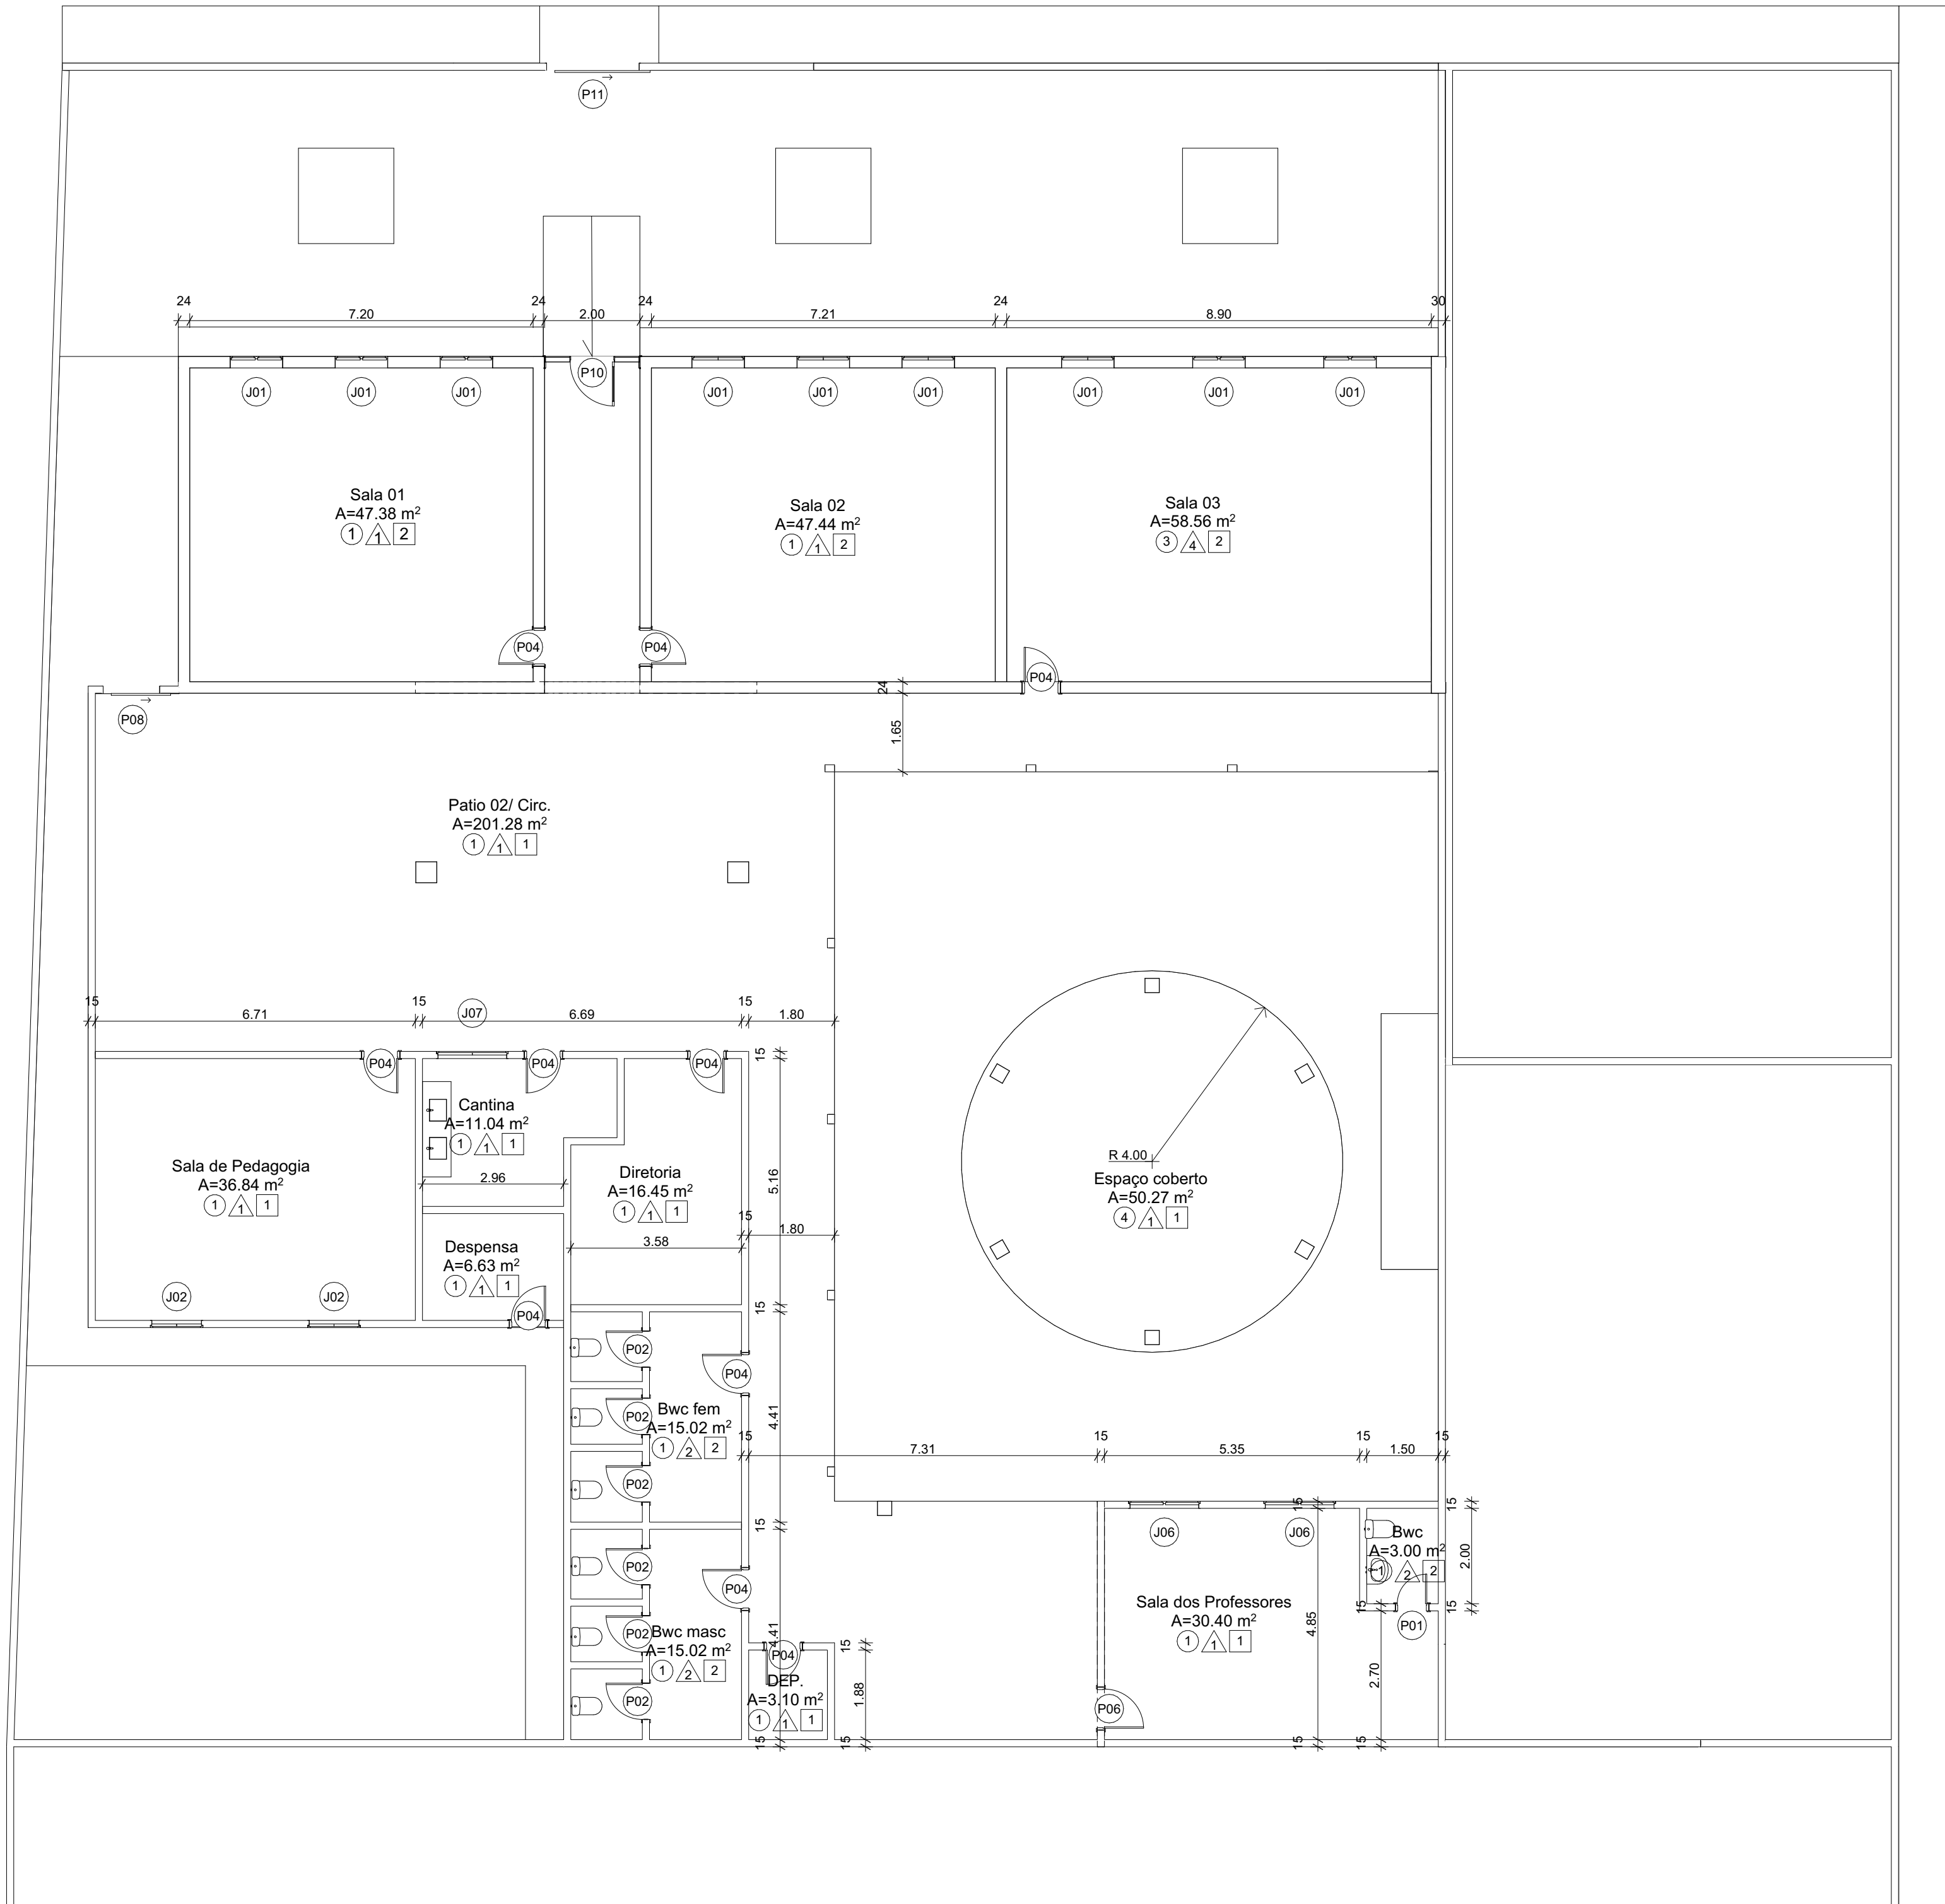 P11
24
7.20
24
2.00
24
7.21
24
8.90
30
P10
J01
J01
J01
J01
J01
J01
J01
J01
J01
Sala 01
A=47.38 m²
1 1 2
Sala 02
A=47.44 m²
1 1 2
Sala 03
A=58.56 m²
3 4 2
P04
P04
P04
24
P08
1.65
Patio 02/ Circ.
A=201.28 m²
1 1 1
15
6.71
15
J07
6.69
15
1.80
P04
P04
P04
15
Cantina
A=11.04 m²
1 1 1
2.96
Sala de Pedagogia
A=36.84 m²
1 1 1
Diretoria
A=16.45 m²
1 1 1
5.16
15
1.80
3.58
R 4.00
Espaço coberto
A=50.27 m²
4 1 1
Despensa
A=6.63 m²
1 1 1
J02
J02
P04
15
P02
P04
P02
Bwc fem
A=15.02 m²
1 2 2
4.41
15
7.31
15
5.35
15
1.50
15
P02
15
15
15
J06
J06
Bwc
A=3.00 m²
1 2 2
2.00
P02
P04
Sala dos Professores
A=30.40 m²
1 1 1
4.85
15
15
P01
P02
Bwc masc
A=15.02 m²
1 2 2
4.41
P04
15
DEP.
A=3.10 m²
1 1 1
1.88
2.70
P02
P06
15
15
15
15